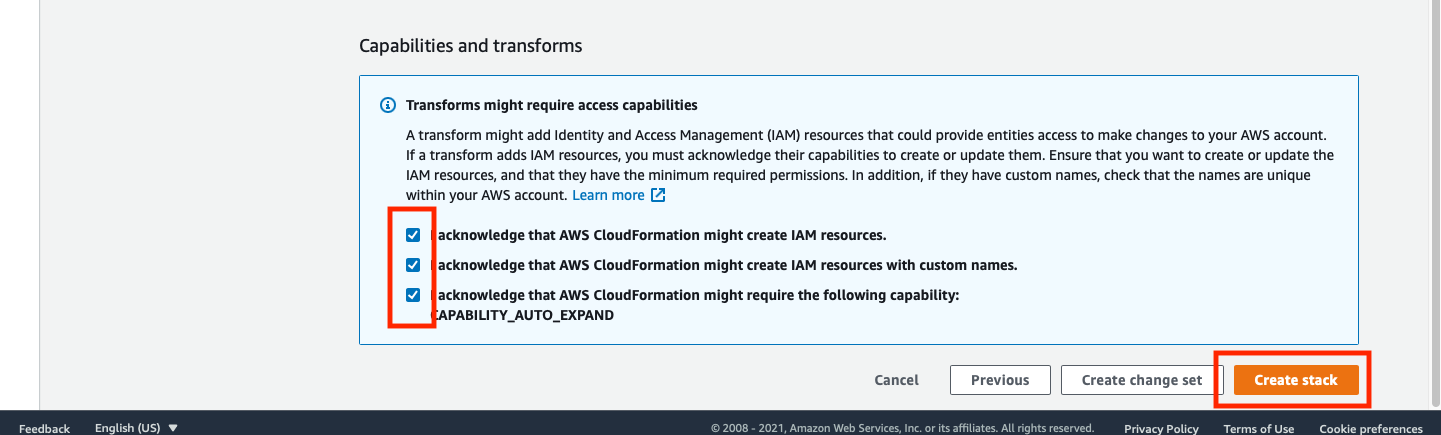 Capabilities and transforms
Transforms might require access capabilities
A transform might add Identity and Access Management (IAM) resources that could provide entities access to make changes to your AWS account.
If a transform adds IAM resources, you must acknowledge their capabilities to create or update them. Ensure that you want to create or update the
IAM resources, and that they have the minimum required permissions. In addition, if they have custom names, check that the names are unique
within your AWS account. Learn more
I acknowledge that AWS CloudFormation might create IAM resources.
I acknowledge that AWS CloudFormation might create IAM resources with custom names.
I acknowledge that AWS CloudFormation might require the following capability:
CAPABILITY_AUTO_EXPAND
Cancel Previous Create change set Create stack
Feedback English (US) © 2008 - 2021, Amazon Web Services, Inc. or its affiliates. All rights reserved. Privacy Policy Terms of Use Cookie preferences